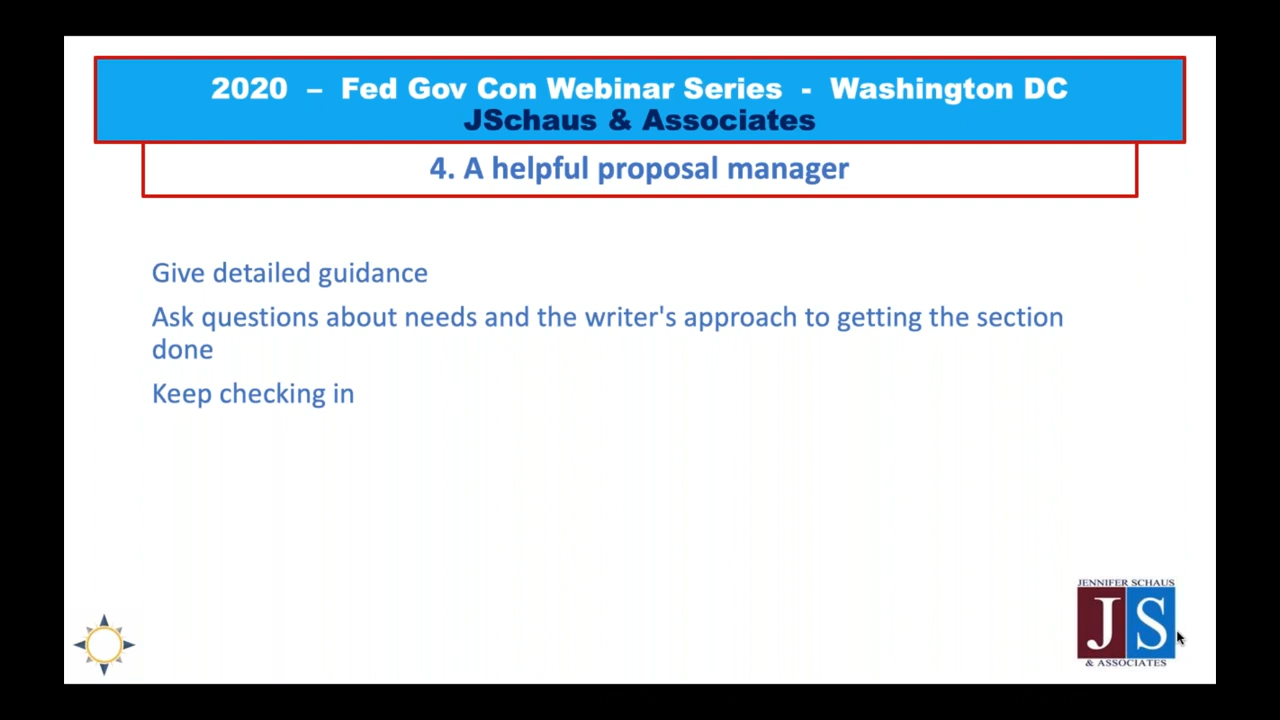 2020 – Fed Gov Con Webinar Series - Washington DC
JSchaus & Associates
4. A helpful proposal manager
Give detailed guidance
Ask questions about needs and the writer's approach to getting the section
done
Keep checking in
JENNIFER SCHAUS
JS
& ASSOCIATES